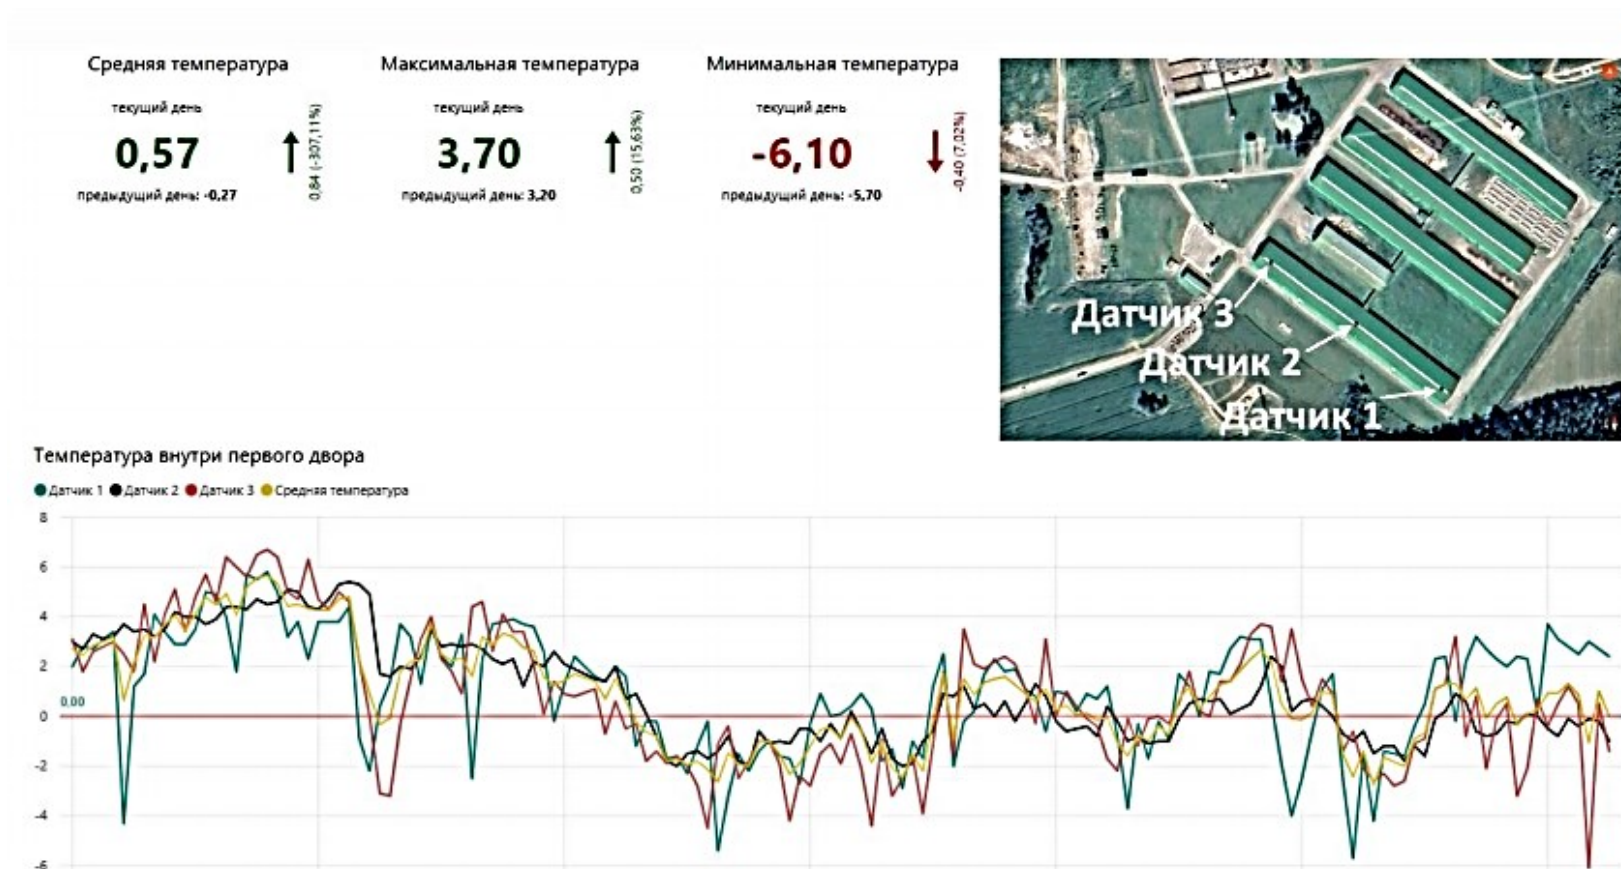 Средняя температура
текущий день
0,57
0,84 (-307,11%)
предыдущий день: -0,27
Максимальная температура
текущий день
3,70
0,50 (15,63%)
предыдущий день: 3,20
Минимальная температура
текущий день
-6,10
-0,40 (7,02%)
предыдущий день: -5,70
Датчик 3
Датчик 2
Датчик 1
Температура внутри первого двора
Датчик 1 Датчик 2 Датчик 3 Средняя температура
8
6
4
2
0,00
0
-2
-4
-6